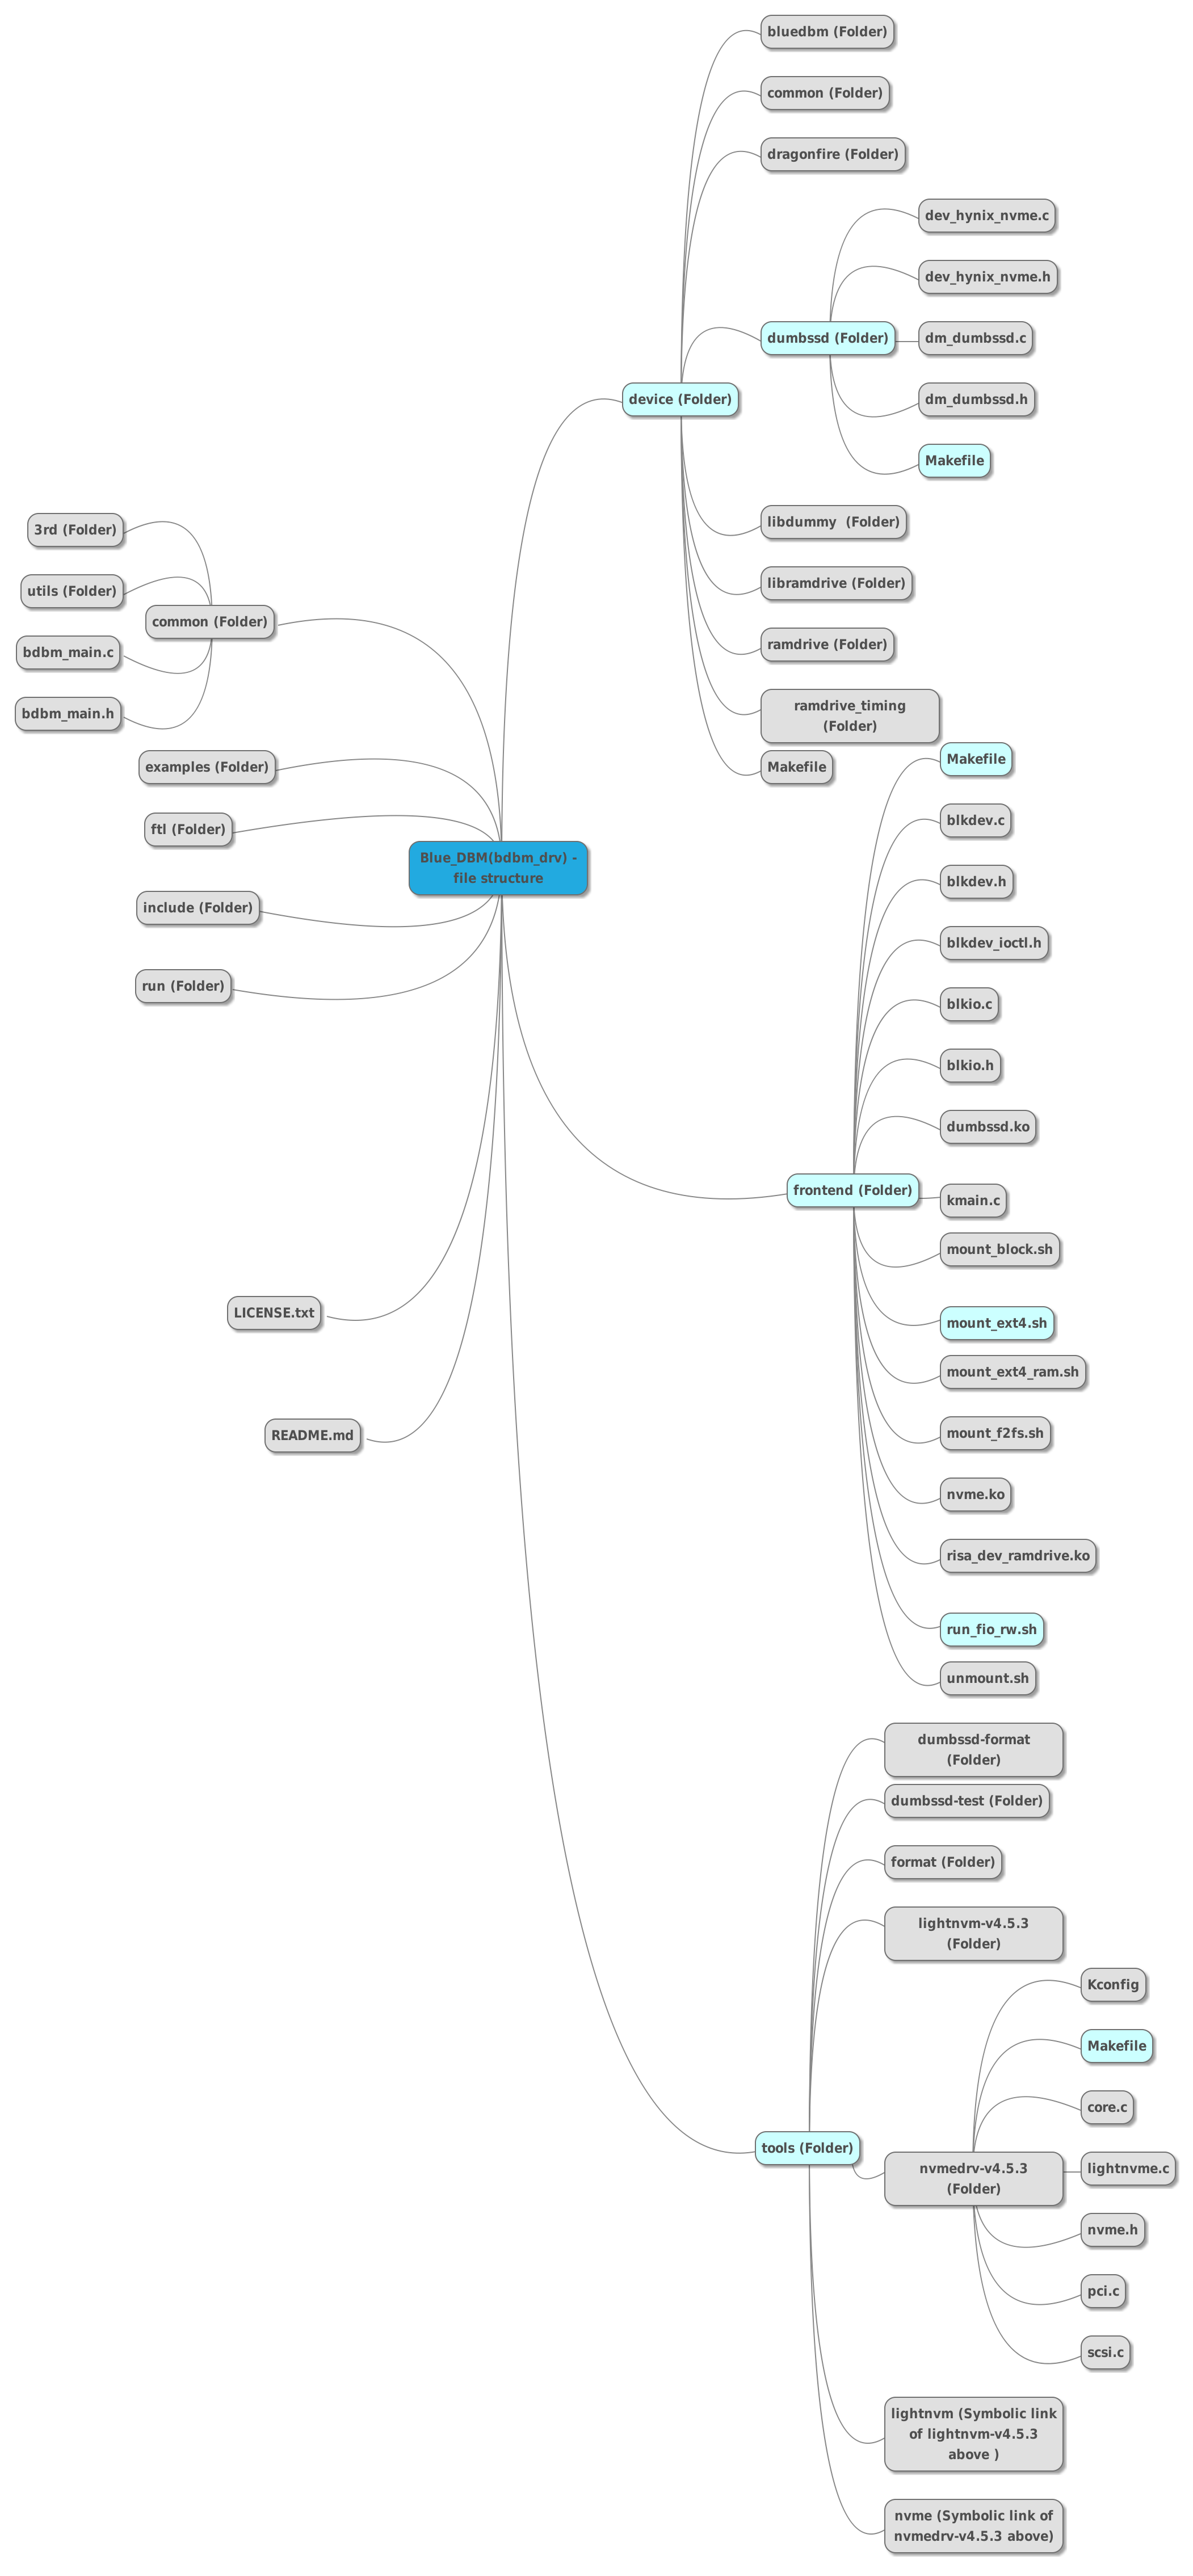 Blue_DBM(bdbm_drv) -
file structure
device (Folder)
bluedbm (Folder)
common (Folder)
dragonfire (Folder)
dumbssd (Folder)
dev_hynix_nvme.c
dev_hynix_nvme.h
dm_dumbssd.c
dm_dumbssd.h
Makefile
libdummy  (Folder)
libramdrive (Folder)
ramdrive (Folder)
ramdrive_timing
(Folder)
Makefile
common (Folder)
3rd (Folder)
utils (Folder)
bdbm_main.c
bdbm_main.h
examples (Folder)
ftl (Folder)
include (Folder)
run (Folder)
LICENSE.txt
README.md
frontend (Folder)
Makefile
blkdev.c
blkdev.h
blkdev_ioctl.h
blkio.c
blkio.h
dumbssd.ko
kmain.c
mount_block.sh
mount_ext4.sh
mount_ext4_ram.sh
mount_f2fs.sh
nvme.ko
risa_dev_ramdrive.ko
run_fio_rw.sh
unmount.sh
tools (Folder)
dumbssd-format
(Folder)
dumbssd-test (Folder)
format (Folder)
lightnvm-v4.5.3
(Folder)
nvmedrv-v4.5.3
(Folder)
Kconfig
Makefile
core.c
lightnvme.c
nvme.h
pci.c
scsi.c
lightnvm (Symbolic link
of lightnvm-v4.5.3
above )
nvme (Symbolic link of
nvmedrv-v4.5.3 above)